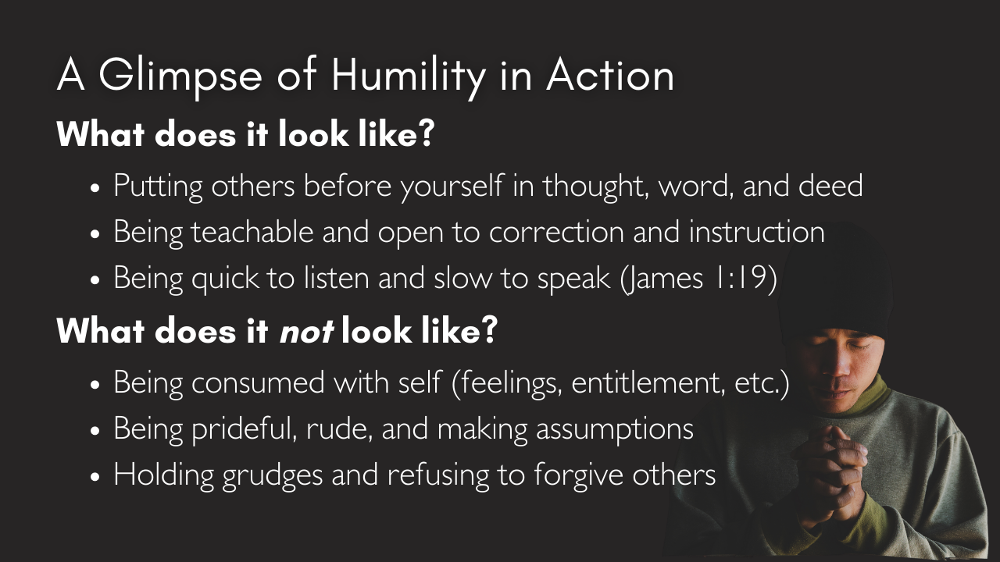 A Glimpse of Humility in Action
What does it look like?
• Putting others before yourself in thought, word, and deed
• Being teachable and open to correction and instruction
• Being quick to listen and slow to speak (James 1:19)
What does it not look like?
• Being consumed with self (feelings, entitlement, etc.)
• Being prideful, rude, and making assumptions
• Holding grudges and refusing to forgive others